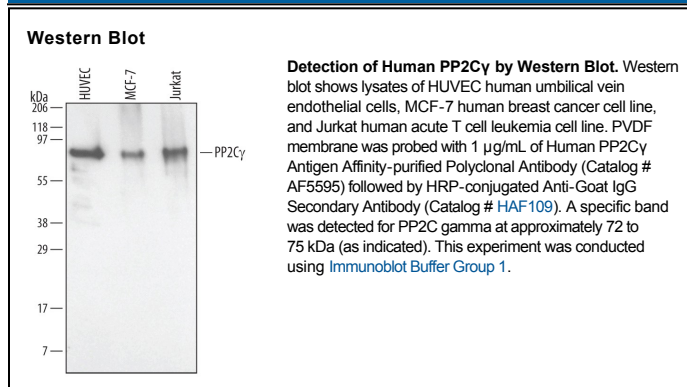 Western Blot
HUVEC
MCF-7
Jurkat
kDa
206
118
97
PP2Cγ
55
38
29
17
7
Detection of Human PP2Cγ by Western Blot. Western
blot shows lysates of HUVEC human umbilical vein
endothelial cells, MCF-7 human breast cancer cell line,
and Jurkat human acute T cell leukemia cell line. PVDF
membrane was probed with 1 µg/mL of Human PP2Cγ
Antigen Affinity-purified Polyclonal Antibody (Catalog #
AF5595) followed by HRP-conjugated Anti-Goat IgG
Secondary Antibody (Catalog # HAF109). A specific band
was detected for PP2C gamma at approximately 72 to
75 kDa (as indicated). This experiment was conducted
using Immunoblot Buffer Group 1.